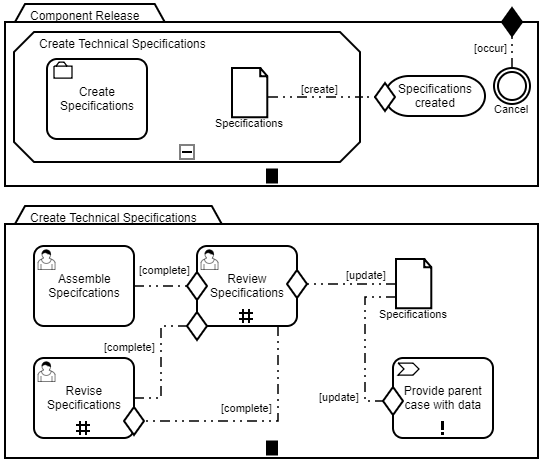 Component Release
Create Technical Specifications
[occur]
Create
Specifications
[create]
Specifications
created
Specifications
Cancel
Create Technical Specifications
Assemble
Specifcations
[complete]
Review
Specifications
[update]
Specifications
[complete]
Revise
Specifications
[complete]
[update]
Provide parent
case with data